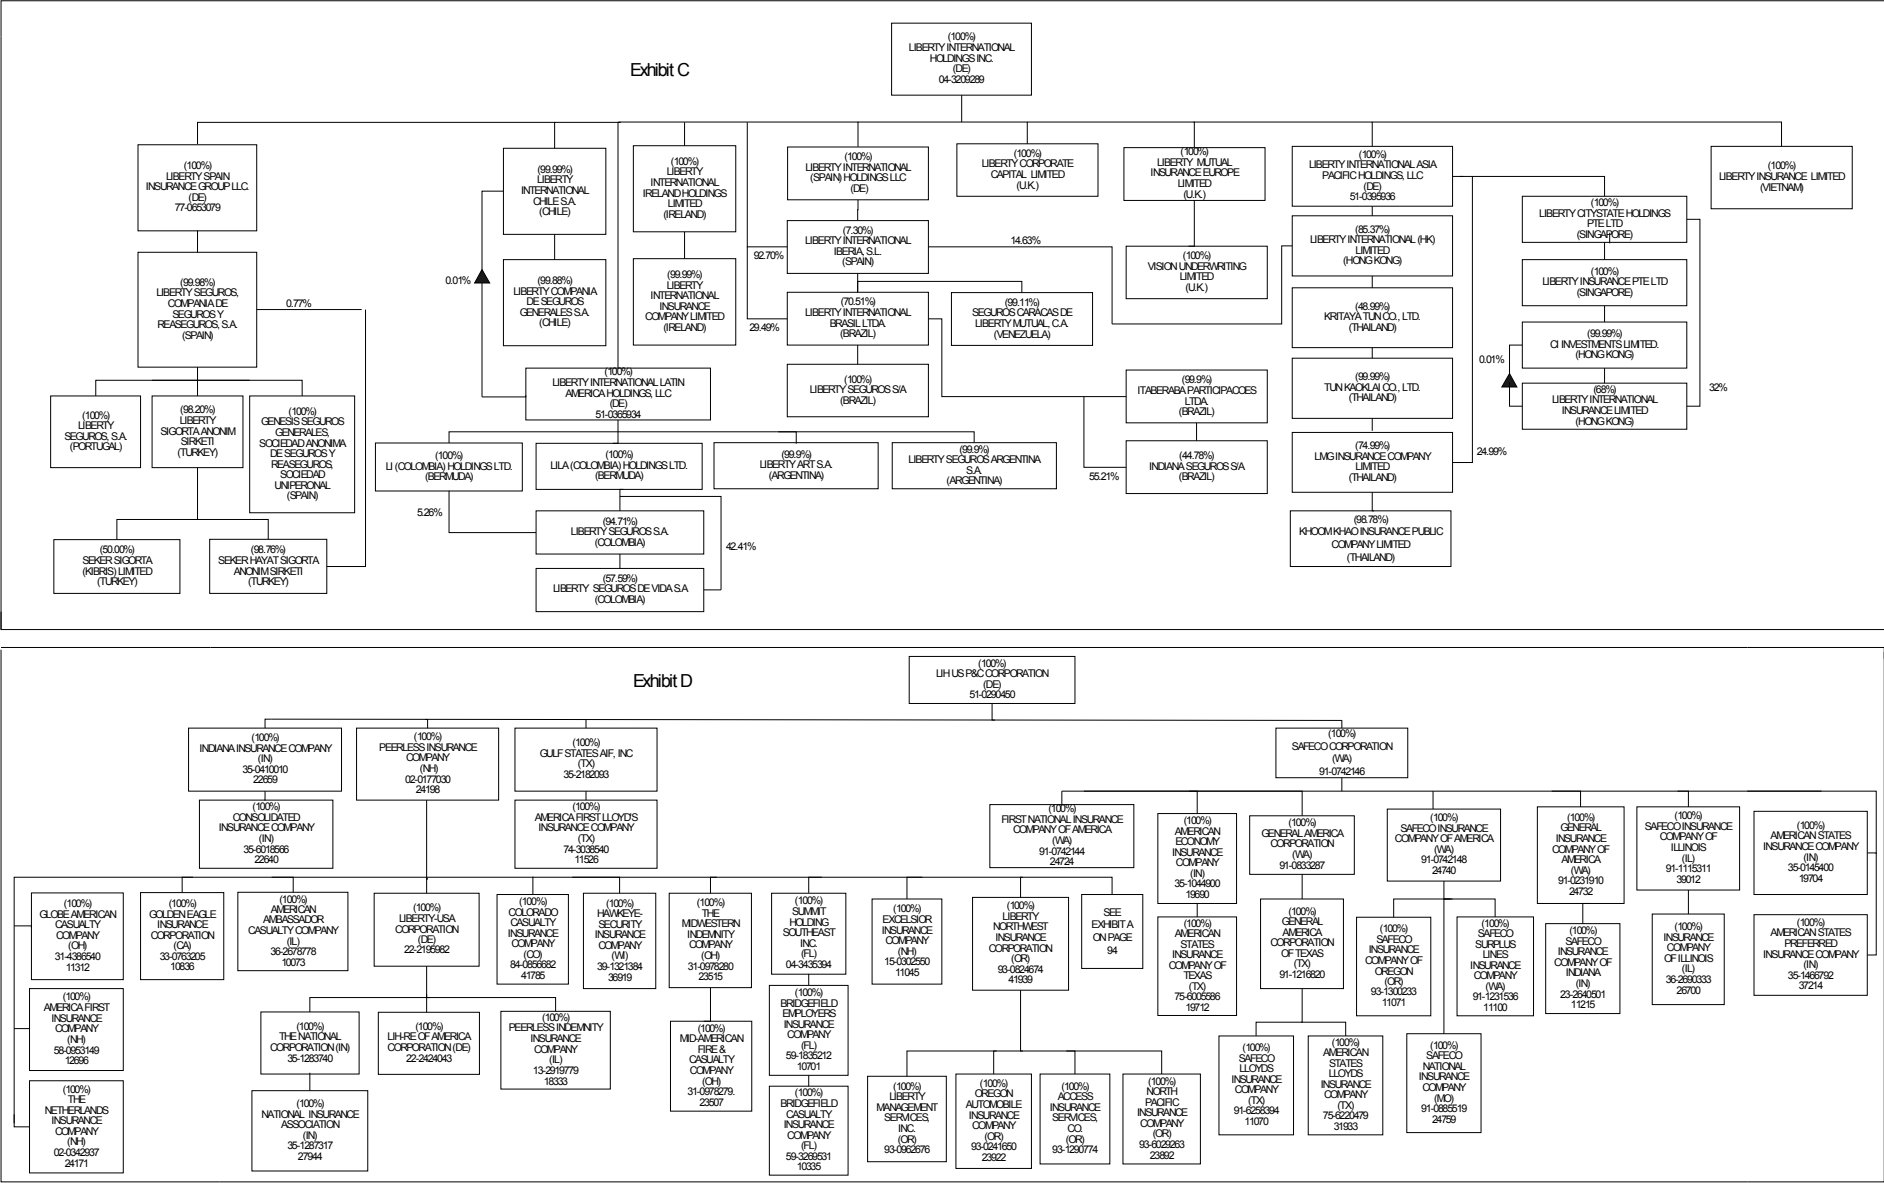 Exhibit C
(100%)
LIBERTY INTERNATIONAL
HOLDINGS INC.
(DE)
04-3209289
(100%)
LIBERTY SPAIN
INSURANCE GROUP LLC.
(DE)
77-0653079
(99.98%)
LIBERTY SEGUROS,
COMPANIA DE
SEGUROS Y
REASEGUROS, S.A.
(SPAIN)
0.77%
(100%)
LIBERTY
SEGUROS, S.A.
(PORTUGAL)
(98.20%)
LIBERTY
SIGORTA ANONIM
SIRKETI
(TURKEY)
(100%)
GENESIS SEGUROS
GENERALES,
SOCIEDAD ANONIMA
DE SEGUROS Y
REASEGUROS,
SOCIEDAD
UNIPERONAL
(SPAIN)
(50.00%)
SEKER SIGORTA
(KIBRIS) LIMITED
(TURKEY)
(98.76%)
SEKER HAYAT SIGORTA
ANONIM SIRKETI
(TURKEY)
(99.99%)
LIBERTY
INTERNATIONAL
CHILE S.A.
(CHILE)
0.01%
(99.88%)
LIBERTY COMPANIA
DE SEGUROS
GENERALES S.A.
(CHILE)
(100%)
LIBERTY
INTERNATIONAL
IRELAND HOLDINGS
LIMITED
(IRELAND)
(99.99%)
LIBERTY
INTERNATIONAL
INSURANCE
COMPANY LIMITED
(IRELAND)
(100%)
LIBERTY INTERNATIONAL LATIN
AMERICA HOLDINGS, LLC
(DE)
51-0365934
(100%)
LI (COLOMBIA) HOLDINGS LTD.
(BERMUDA)
(100%)
LILA (COLOMBIA) HOLDINGS LTD.
(BERMUDA)
(99.9%)
LIBERTY ART S.A.
(ARGENTINA)
(99.9%)
LIBERTY SEGUROS ARGENTINA
S.A.
(ARGENTINA)
5.26%
(94.71%)
LIBERTY SEGUROS S.A.
(COLOMBIA)
42.41%
(57.59%)
LIBERTY SEGUROS DE VIDA S.A.
(COLOMBIA)
(100%)
LIBERTY INTERNATIONAL
(SPAIN) HOLDINGS LLC
(DE)
92.70%
(7.30%)
LIBERTY INTERNATIONAL
IBERIA, S.L.
(SPAIN)
14.63%
29.49%
(70.51%)
LIBERTY INTERNATIONAL
BRASIL LTDA.
(BRAZIL)
(99.11%)
SEGUROS CARACAS DE
LIBERTY MUTUAL, C.A.
(VENEZUELA)
(100%)
LIBERTY SEGUROS S/A
(BRAZIL)
(99.9%)
ITABERABA PARTICIPACOES
LTDA.
(BRAZIL)
55.21%
(44.78%)
INDIANA SEGUROS S/A
(BRAZIL)
(100%)
LIBERTY CORPORATE
CAPITAL LIMITED
(U.K.)
(100%)
LIBERTY MUTUAL
INSURANCE EUROPE
LIMITED
(U.K.)
(100%)
VISION UNDERWRITING
LIMITED
(U.K.)
(100%)
LIBERTY INTERNATIONAL ASIA
PACIFIC HOLDINGS, LLC
(DE)
51-0395936
(85.37%)
LIBERTY INTERNATIONAL (HK)
LIMITED
(HONG KONG)
(48.99%)
KRITAYA TUN CO., LTD.
(THAILAND)
(99.99%)
TUN KAOKLAI CO., LTD.
(THAILAND)
(74.99%)
LMG INSURANCE COMPANY
LIMITED
(THAILAND)
24.99%
(98.78%)
KHOOM KHAO INSURANCE PUBLIC
COMPANY LIMITED
(THAILAND)
(100%)
LIBERTY CITYSTATE HOLDINGS
PTE LTD
(SINGAPORE)
(100%)
LIBERTY INSURANCE PTE LTD
(SINGAPORE)
(99.99%)
CI INVESTMENTS LIMITED.
(HONG KONG)
0.01%
(68%)
LIBERTY INTERNATIONAL
INSURANCE LIMITED
(HONG KONG)
32%
(100%)
LIBERTY INSURANCE LIMITED
(VIETNAM)
Exhibit D
(100%)
LIH US P&C CORPORATION
(DE)
51-0290450
(100%)
INDIANA INSURANCE COMPANY
(IN)
35-0410010
22659
(100%)
CONSOLIDATED
INSURANCE COMPANY
(IN)
35-6018566
22640
(100%)
PEERLESS INSURANCE
COMPANY
(NH)
02-0177030
24198
(100%)
GULF STATES AIF, INC
(TX)
35-2182093
(100%)
AMERICA FIRST LLOYD'S
INSURANCE COMPANY
(TX)
74-3038540
11526
(100%)
SAFECO CORPORATION
(WA)
91-0742146
(100%)
GLOBE AMERICAN
CASUALTY
COMPANY
(OH)
31-4386540
11312
(100%)
AMERICA FIRST
INSURANCE
COMPANY
(NH)
58-0953149
12696
(100%)
THE
NETHERLANDS
INSURANCE
COMPANY
(NH)
02-0342937
24171
(100%)
GOLDEN EAGLE
INSURANCE
CORPORATION
(CA)
33-0763205
10836
(100%)
AMERICAN
AMBASSADOR
CASUALTY COMPANY
(IL)
36-2678778
10073
(100%)
LIBERTY-USA
CORPORATION
(DE)
22-2195982
(100%)
THE NATIONAL
CORPORATION (IN)
35-1283740
(100%)
NATIONAL INSURANCE
ASSOCIATION
(IN)
35-1287317
27944
(100%)
LIH-RE OF AMERICA
CORPORATION (DE)
22-2424043
(100%)
PEERLESS INDEMNITY
INSURANCE
COMPANY
(IL)
13-2919779
18333
(100%)
COLORADO
CASUALTY
INSURANCE
COMPANY
(CO)
84-0856682
41785
(100%)
HAWKEYE-
SECURITY
INSURANCE
COMPANY
(WI)
39-1321384
36919
(100%)
THE
MIDWESTERN
INDEMNITY
COMPANY
(OH)
31-0978280
23515
(100%)
MID-AMERICAN
FIRE &
CASUALTY
COMPANY
(OH)
31-0978279.
23507
(100%)
SUMMIT
HOLDING
SOUTHEAST
INC.
(FL)
04-3435394
(100%)
BRIDGEFIELD
EMPLOYERS
INSURANCE
COMPANY
(FL)
59-1835212
10701
(100%)
BRIDGEFIELD
CASUALTY
INSURANCE
COMPANY
(FL)
59-3269531
10335
(100%)
EXCELSIOR
INSURANCE
COMPANY
(NH)
15-0302550
11045
(100%)
LIBERTY
NORTHWEST
INSURANCE
CORPORATION
(OR)
93-0824674
41939
SEE
EXHIBIT A
ON PAGE
94
(100%)
LIBERTY
MANAGEMENT
SERVICES,
INC.
(OR)
93-0962676
(100%)
OREGON
AUTOMOBILE
INSURANCE
COMPANY
(OR)
93-0241650
23922
(100%)
ACCESS
INSURANCE
SERVICES,
CO.
(OR)
93-1290774
(100%)
NORTH
PACIFIC
INSURANCE
COMPANY
(OR)
93-6029263
23892
(100%)
FIRST NATIONAL INSURANCE
COMPANY OF AMERICA
(WA)
91-0742144
24724
(100%)
AMERICAN
ECONOMY
INSURANCE
COMPANY
(IN)
35-1044900
19690
(100%)
AMERICAN
STATES
INSURANCE
COMPANY OF
TEXAS
(TX)
75-6005586
19712
(100%)
GENERAL AMERICA
CORPORATION
(WA)
91-0833287
(100%)
GENERAL
AMERICA
CORPORATION
OF TEXAS
(TX)
91-1216820
(100%)
SAFECO
LLOYDS
INSURANCE
COMPANY
(TX)
91-6258394
11070
(100%)
AMERICAN
STATES
LLOYDS
INSURANCE
COMPANY
(TX)
75-6220479
31933
(100%)
SAFECO INSURANCE
COMPANY OF AMERICA
(WA)
91-0742148
24740
(100%)
SAFECO
INSURANCE
COMPANY OF
OREGON
(OR)
93-1300233
11071
(100%)
SAFECO
SURPLUS
LINES
INSURANCE
COMPANY
(WA)
91-1231536
11100
(100%)
SAFECO
NATIONAL
INSURANCE
COMPANY
(MO)
91-0885519
24759
(100%)
GENERAL
INSURANCE
COMPANY OF
AMERICA
(WA)
91-0231910
24732
(100%)
SAFECO
INSURANCE
COMPANY OF
INDIANA
(IN)
23-2640501
11215
(100%)
SAFECO INSURANCE
COMPANY OF
ILLINOIS
(IL)
91-1115311
39012
(100%)
INSURANCE
COMPANY
OF ILLINOIS
(IL)
36-2690333
26700
(100%)
AMERICAN STATES
INSURANCE COMPANY
(IN)
35-0145400
19704
(100%)
AMERICAN STATES
PREFERRED
INSURANCE COMPANY
(IN)
35-1466792
37214